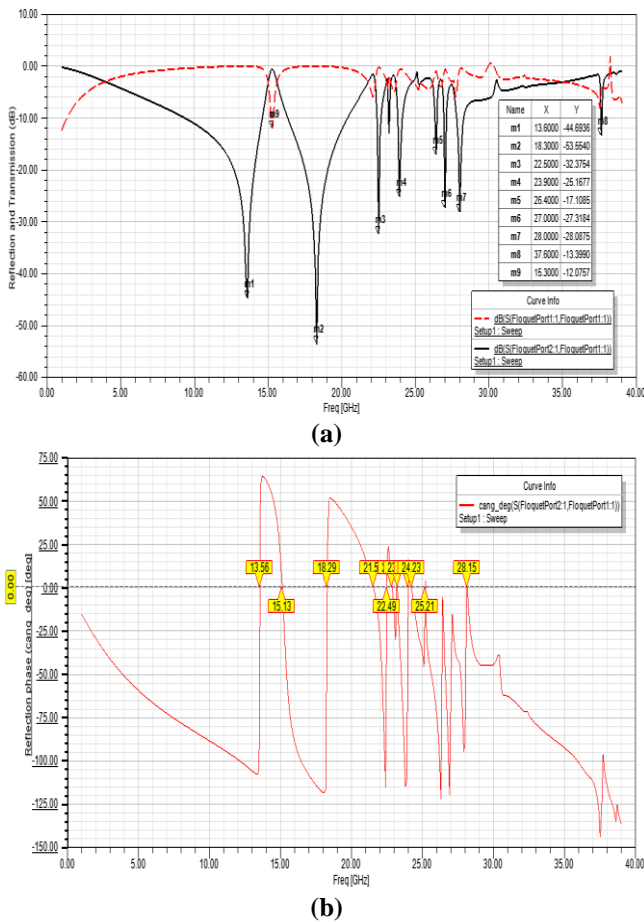 10.00
0.00
-10.00
-20.00
-30.00
-40.00
-50.00
-60.00
Reflection and Transmission (dB)
m9
m1
m2
m3
m4
m5
m6
m7
m8
Name X Y
m1 13.6000 -44.6936
m2 18.3000 -53.5540
m3 22.5000 -32.3754
m4 23.9000 -25.1677
m5 26.4000 -17.1085
m6 27.0000 -27.3184
m7 28.0000 -28.0875
m8 37.6000 -13.3990
m9 15.3000 -12.0757
Curve Info
dB(S(FloquetPort1:1,FloquetPort1:1))
Setup1 : Sweep
dB(S(FloquetPort2:1,FloquetPort1:1))
Setup1 : Sweep
0.00 5.00 10.00 15.00 20.00 25.00 30.00 35.00 40.00
Freq [GHz]
(a)
75.00
50.00
25.00
0.00
0.00
-25.00
-50.00
-75.00
-100.00
-125.00
-150.00
Reflection phase (cang_deg) [deg]
Curve Info
cang_deg(S(FloquetPort2:1,FloquetPort1:1))
Setup1 : Sweep
13.56 18.29 21.5 24.23 28.15
15.13 22.49 25.21
0.00 5.00 10.00 15.00 20.00 25.00 30.00 35.00 40.00
Freq [GHz]
(b)